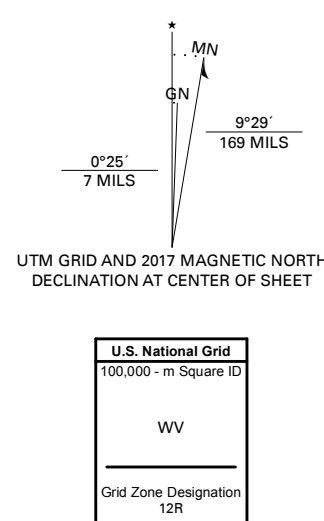 ★
MN
GN
9°29´
169 MILS
0°25´
7 MILS
UTM GRID AND 2017 MAGNETIC NORTH
DECLINATION AT CENTER OF SHEET
U.S. National Grid
100,000 - m Square ID
WV
Grid Zone Designation
12R